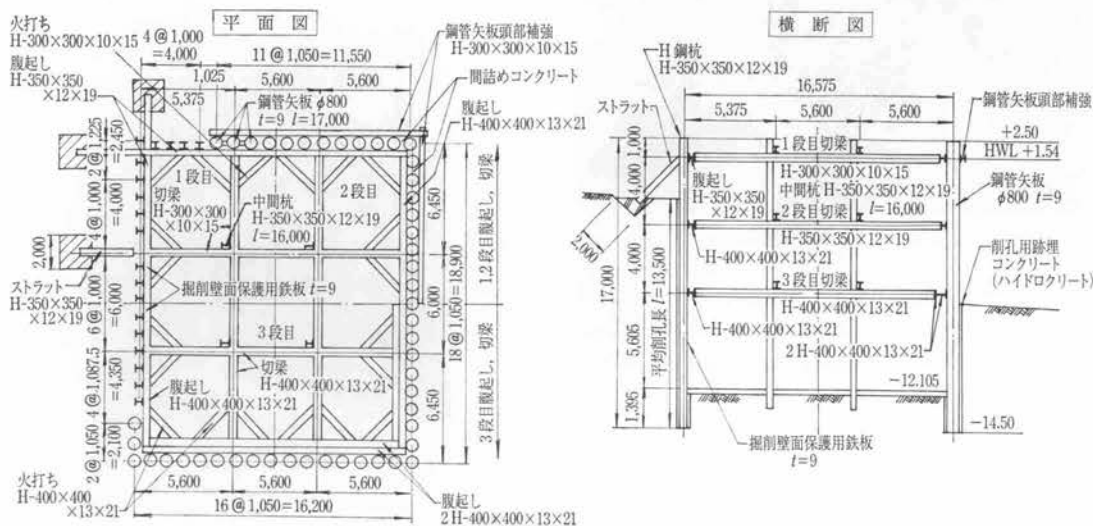 平面図
火打ち
H-300×300×10×15
腹起し
H-350×350
×12×19
4@1,000
=4,000
11@1,050=11,550
1,025
5,600
5,600
5,375
鋼管矢板頭部補強
H-300×300×10×15
間詰めコンクリート
鋼管矢板φ800
t=9 l=17,000
腹起し
H-400×400×13×21
2@1,225
=2,450
4@1,000
=4,000
2,000
6@1,000
=6,000
4@1,087.5
=4,350
2@1,050
=2,100
1段目
切梁
H-300×300
×10×15
2段目
中間杭
H-350×350×12×19
l=16,000
ストラット
H-350×350
×12×19
掘削壁面保護用鉄板 t=9
3段目
切梁
H-400×400×13×21
腹起し
H-400×400×13×21
6,450
6,000
6,450
18@1,050=18,900
1,2段目腹起し,切梁
3段目腹起し,切梁
火打ち
H-400×400
×13×21
5,600
5,600
5,600
16@1,050=16,200
腹起し
2H-400×400×13×21
横断図
H鋼杭
H-350×350×12×19
ストラット
16,575
5,375
5,600
5,600
鋼管矢板頭部補強
+2.50
HWL +1.54
1,000
4,000
4,000
5,605
1,395
17,000
2,000
平均削孔長 l=13,500
1段目切梁
H-300×300×10×15
腹起し
H-350×350
×12×19
中間杭 H-350×350×12×19
l=16,000
2段目切梁
H-350×350×12×19
H-400×400×13×21
3段目切梁
H-400×400×13×21
H-400×400×13×21
2H-400×400×13×21
鋼管矢板
φ800 t=9
削孔用跡埋
コンクリート
(ハイドロクリート)
-12.105
-14.50
掘削壁面保護用鉄板
t=9